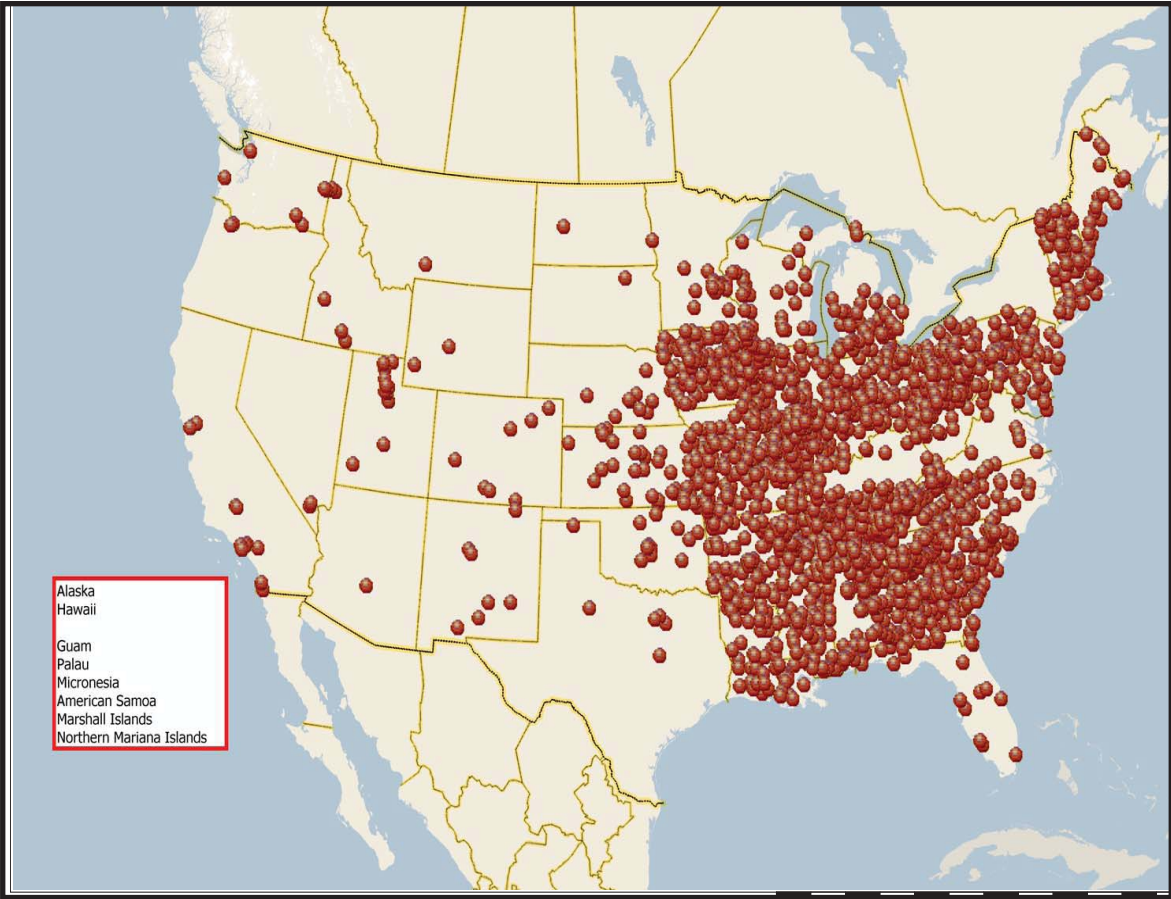 Alaska
Hawaii
Guam
Palau
Micronesia
American Samoa
Marshall Islands
Northern Mariana Islands